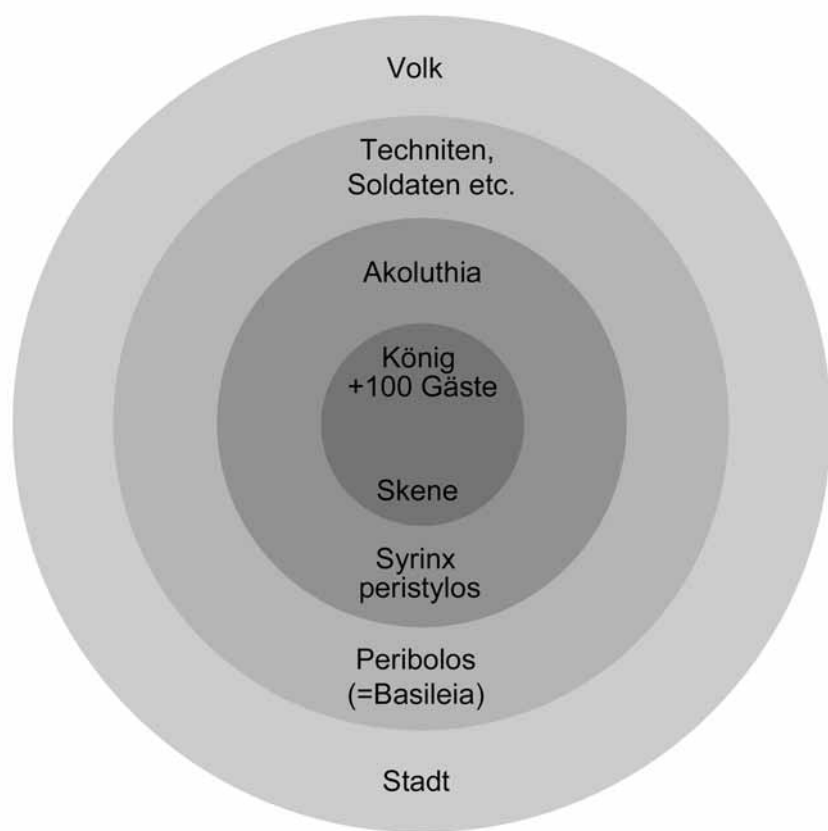 Volk
Techniten,
Soldaten etc.
Akoluthia
König
+100 Gäste
Skene
Syrinx
peristylos
Peribolos
(=Basileia)
Stadt